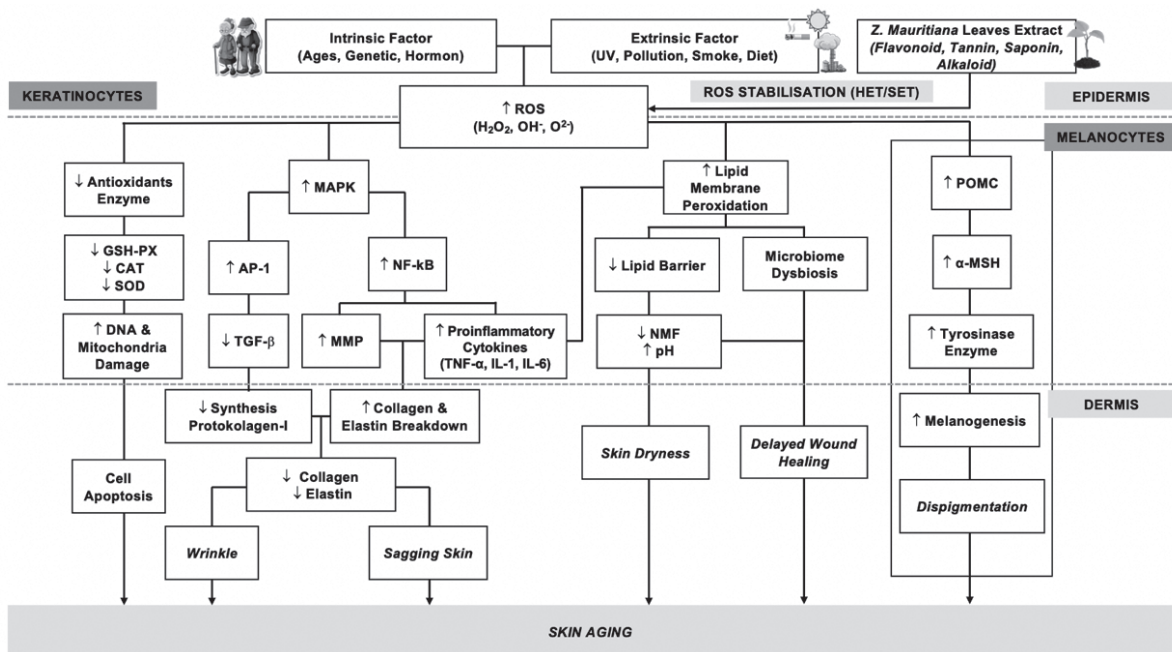 Intrinsic Factor
(Ages, Genetic, Hormon)
Extrinsic Factor
(UV, Pollution, Smoke, Diet)
Z. Mauritiana Leaves Extract
(Flavonoid, Tannin, Saponin,
Alkaloid)
KERATINOCYTES
↑ ROS
(H₂O₂, OH⁻, O²⁻)
ROS STABILISATION (HET/SET)
EPIDERMIS
MELANOCYTES
↓ Antioxidants
Enzyme
↑ MAPK
↑ Lipid
Membrane
Peroxidation
↑ POMC
↓ GSH-PX
↓ CAT
↓ SOD
↑ AP-1
↑ NF-kB
↓ Lipid Barrier
Microbiome
Dysbiosis
↑ α-MSH
↑ DNA &
Mitochondria
Damage
↓ TGF-β
↑ MMP
↑ Proinflammatory
Cytokines
(TNF-α, IL-1, IL-6)
↓ NMF
↑ pH
↑ Tyrosinase
Enzyme
↓ Synthesis
Protokolagen-I
↑ Collagen &
Elastin Breakdown
↑ Melanogenesis
DERMIS
Cell
Apoptosis
↓ Collagen
↓ Elastin
Skin Dryness
Delayed Wound
Healing
Dispigmentation
Wrinkle
Sagging Skin
SKIN AGING